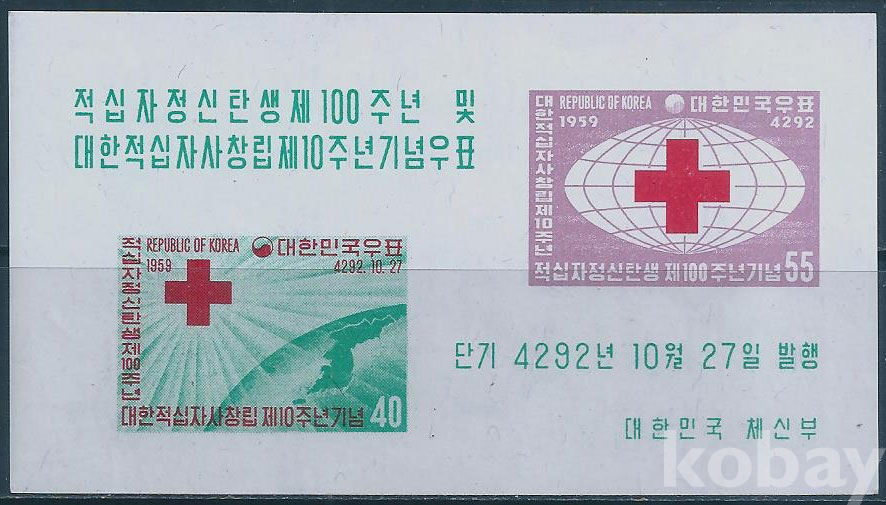 적십자정신탄생제100주년 및
대한적십자사창립제10주년기념우표
REPUBLIC OF KOREA 대한민국우표
1959 4292
대한적십자사창립제10주년
적십자정신탄생 제100주년기념 55
REPUBLIC OF KOREA 대한민국우표
1959 4292.10.27
적십자정신탄생제100주년
대한적십자사창립 제10주년기념 40
단기 4292년 10월 27일 발행
대한민국 체신부
kobay